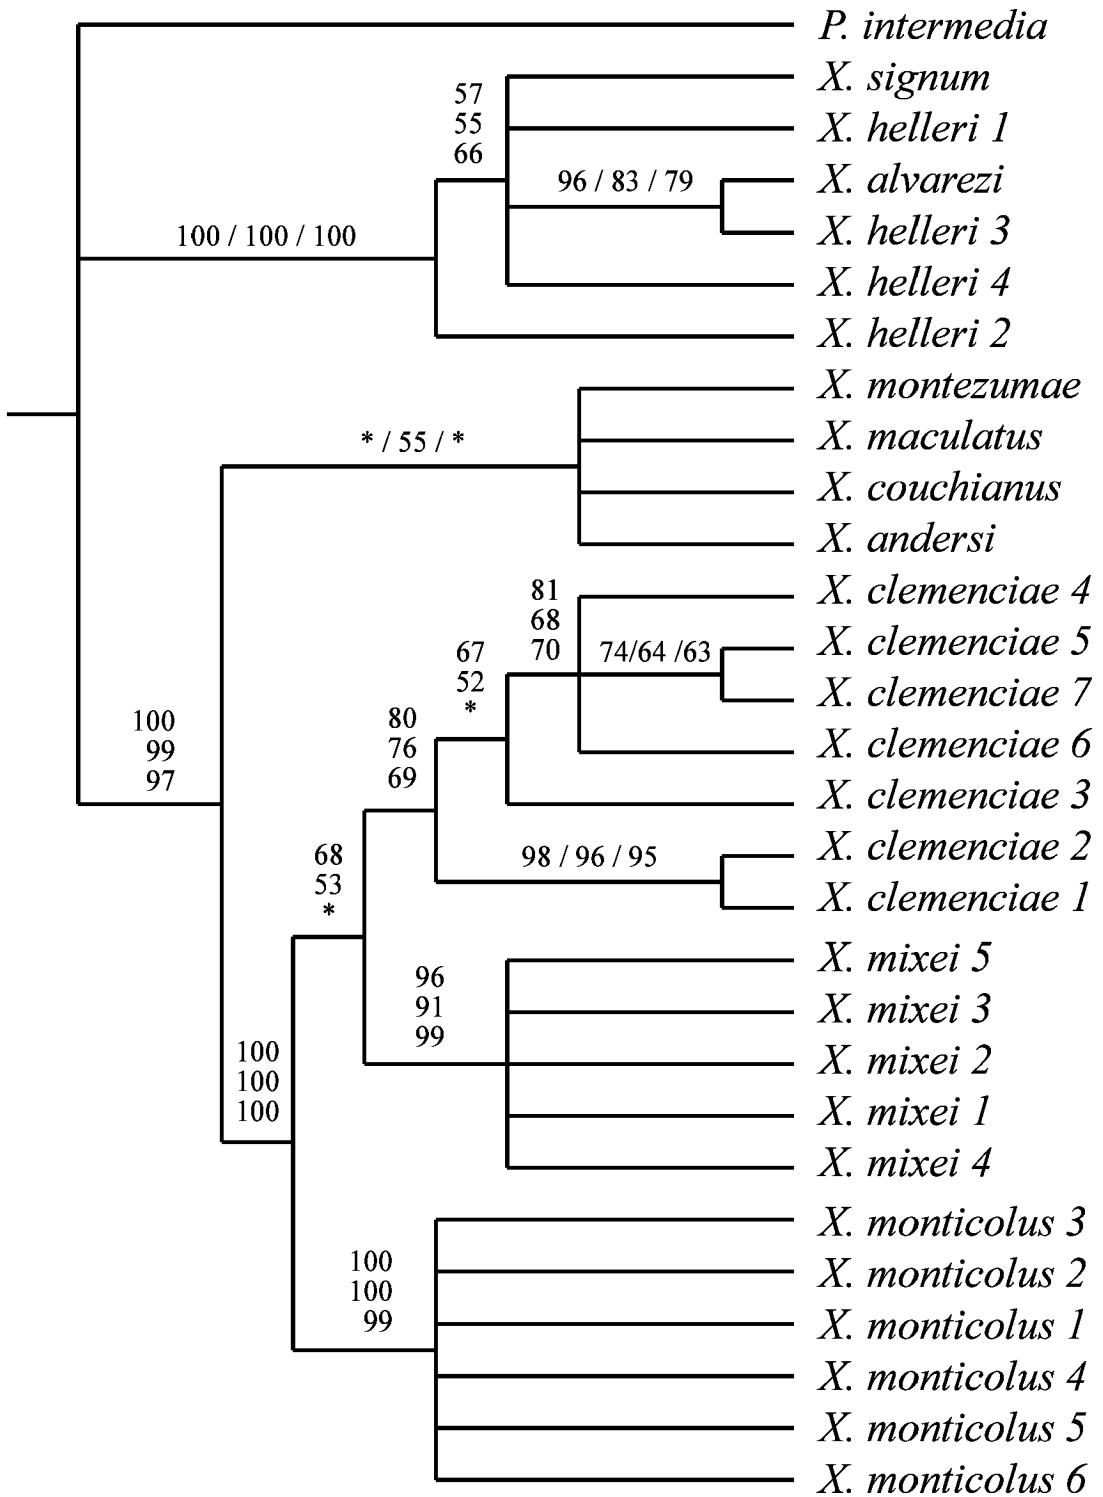 P. intermedia
X. signum
57
55
66
X. helleri 1
96 / 83 / 79
X. alvarezi
X. helleri 3
100 / 100 / 100
X. helleri 4
X. helleri 2
X. montezumae
* / 55 / *
X. maculatus
X. couchianus
X. andersi
81
68
70
X. clemenciae 4
74/64 /63
X. clemenciae 5
67
52
*
X. clemenciae 7
80
76
69
100
99
97
X. clemenciae 6
X. clemenciae 3
68
53
*
98 / 96 / 95
X. clemenciae 2
X. clemenciae 1
96
91
99
X. mixei 5
X. mixei 3
100
100
100
X. mixei 2
X. mixei 1
X. mixei 4
X. monticolus 3
100
100
99
X. monticolus 2
X. monticolus 1
X. monticolus 4
X. monticolus 5
X. monticolus 6